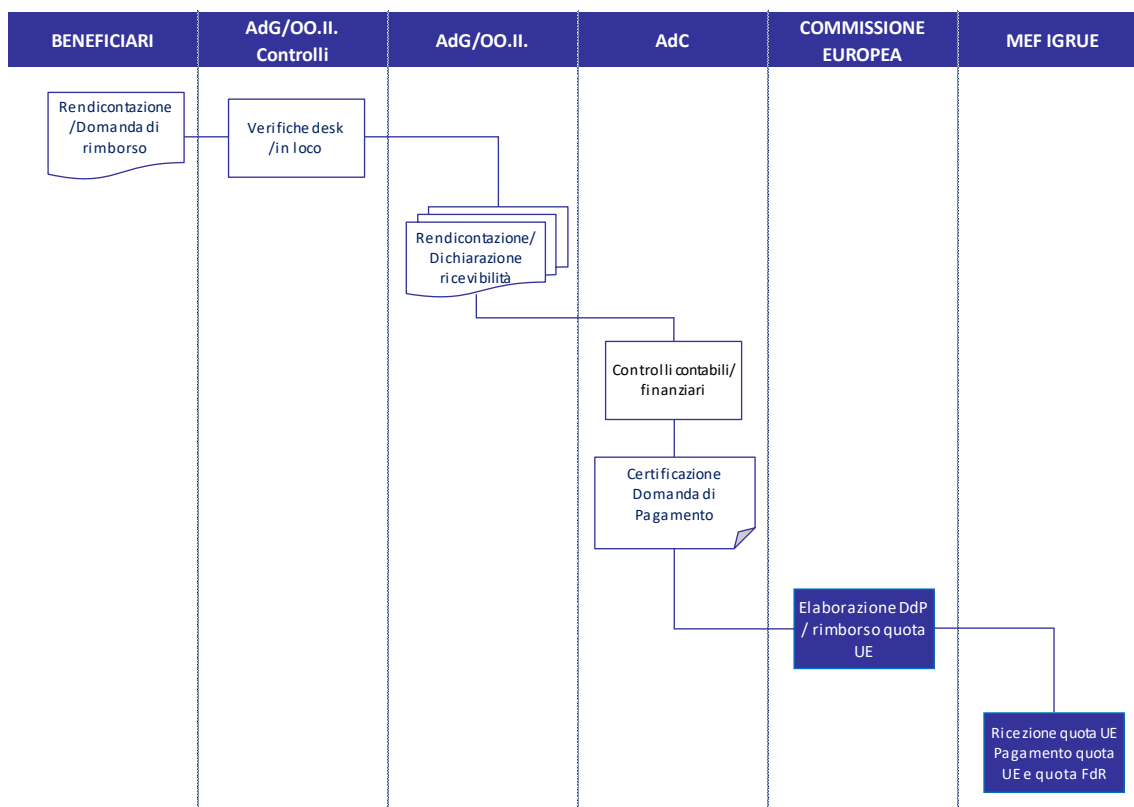 BENEFICIARI
AdG/OO.II.
Controlli
AdG/OO.II.
AdC
COMMISSIONE
EUROPEA
MEF IGRUE
Rendicontazione
/Domanda di
rimborso
Verifiche desk
/in loco
Rendicontazione/
Dichiarazione
ricevibilità
Controlli contabili/
finanziari
Certificazione
Domanda di
Pagamento
Elaborazione DdP
/ rimborso quota
UE
Ricezione quota UE
Pagamento quota
UE e quota FdR